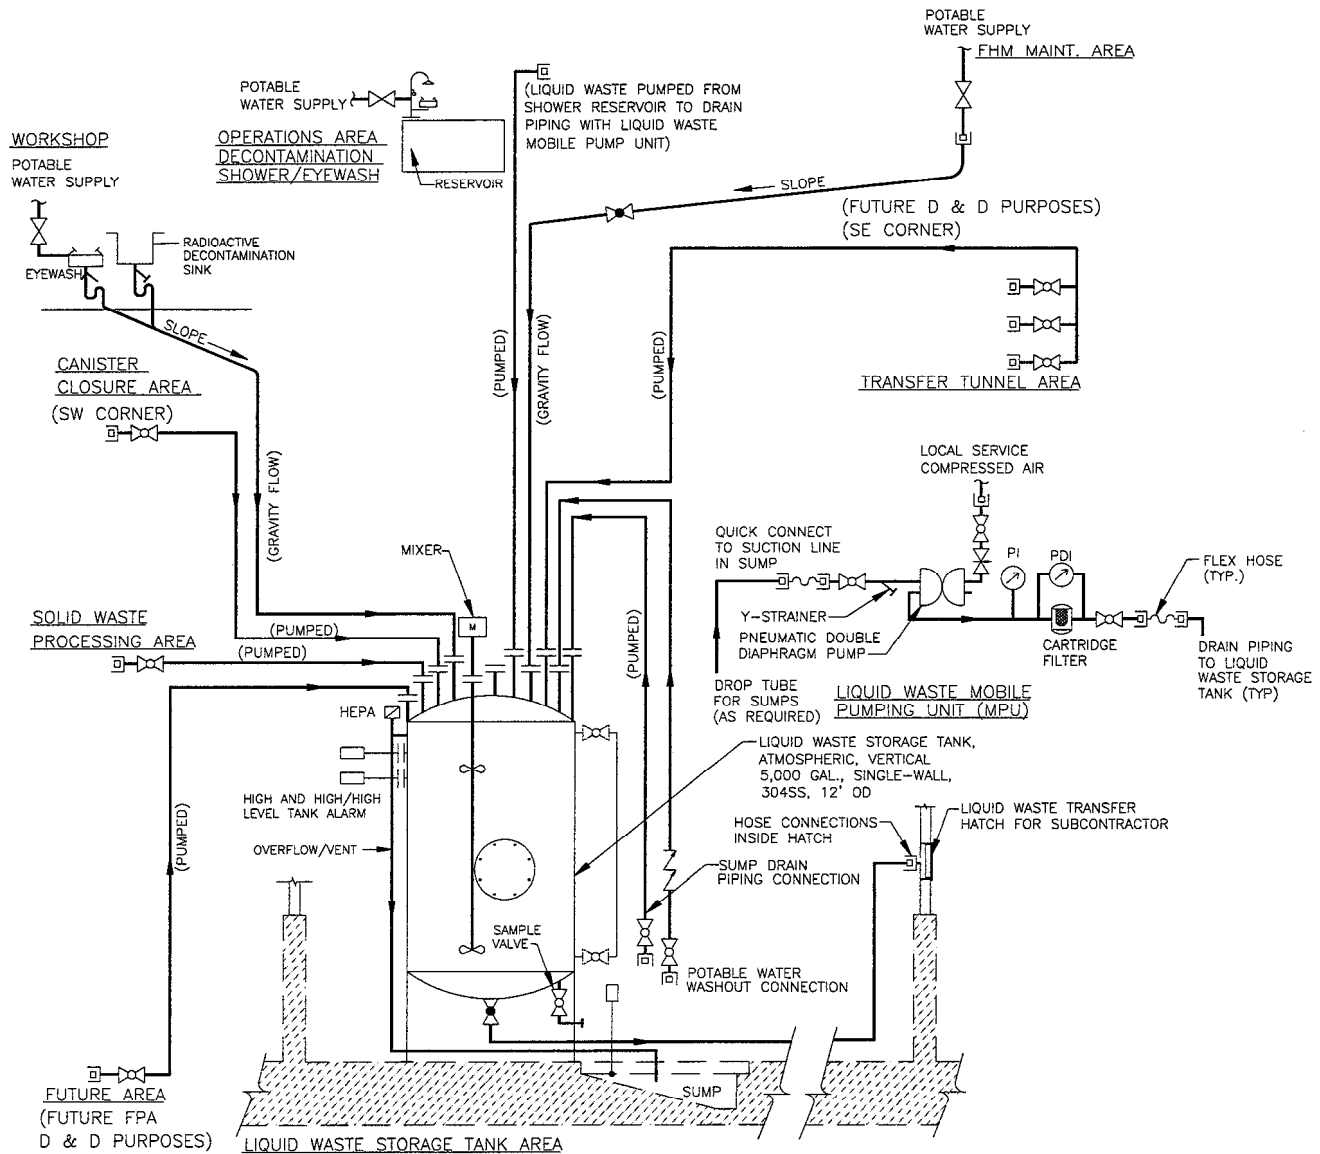 POTABLE
WATER SUPPLY
FHM MAINT. AREA
POTABLE
WATER SUPPLY
OPERATIONS AREA
DECONTAMINATION
SHOWER/EYEWASH
RESERVOIR
(LIQUID WASTE PUMPED FROM
SHOWER RESERVOIR TO DRAIN
PIPING WITH LIQUID WASTE
MOBILE PUMP UNIT)
WORKSHOP
POTABLE
WATER SUPPLY
RADIOACTIVE
DECONTAMINATION
SINK
EYEWASH
SLOPE
SLOPE
(FUTURE D & D PURPOSES)
(SE CORNER)
TRANSFER TUNNEL AREA
CANISTER
CLOSURE AREA
(SW CORNER)
(GRAVITY FLOW)
(PUMPED)
(GRAVITY FLOW)
(PUMPED)
LOCAL SERVICE
COMPRESSED AIR
QUICK CONNECT
TO SUCTION LINE
IN SUMP
PI
PDI
FLEX HOSE
(TYP.)
Y-STRAINER
PNEUMATIC DOUBLE
DIAPHRAGM PUMP
CARTRIDGE
FILTER
DRAIN PIPING
TO LIQUID
WASTE STORAGE
TANK (TYP)
DROP TUBE
FOR SUMPS
(AS REQUIRED)
LIQUID WASTE MOBILE
PUMPING UNIT (MPU)
MIXER
M
SOLID WASTE
PROCESSING AREA
(PUMPED)
(PUMPED)
(PUMPED)
HEPA
HIGH AND HIGH/HIGH
LEVEL TANK ALARM
OVERFLOW/VENT
(PUMPED)
LIQUID WASTE STORAGE TANK,
ATMOSPHERIC, VERTICAL
5,000 GAL., SINGLE-WALL,
304SS, 12' OD
HOSE CONNECTIONS
INSIDE HATCH
LIQUID WASTE TRANSFER
HATCH FOR SUBCONTRACTOR
SUMP DRAIN
PIPING CONNECTION
SAMPLE
VALVE
POTABLE WATER
WASHOUT CONNECTION
SUMP
FUTURE AREA
(FUTURE FPA
D & D PURPOSES)
LIQUID WASTE STORAGE TANK AREA